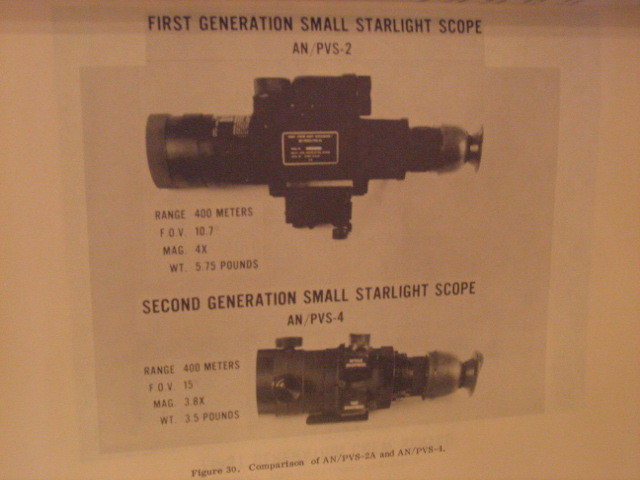 FIRST GENERATION SMALL STARLIGHT SCOPE
AN/PVS-2
RANGE 400 METERS
F.O.V. 10.7°
MAG. 4X
WT. 5.75 POUNDS
SECOND GENERATION SMALL STARLIGHT SCOPE
AN/PVS-4
RANGE 400 METERS
F.O.V. 15
MAG. 3.8X
WT. 3.5 POUNDS
Figure 30. Comparison of AN/PVS-2A and AN/PVS-4.